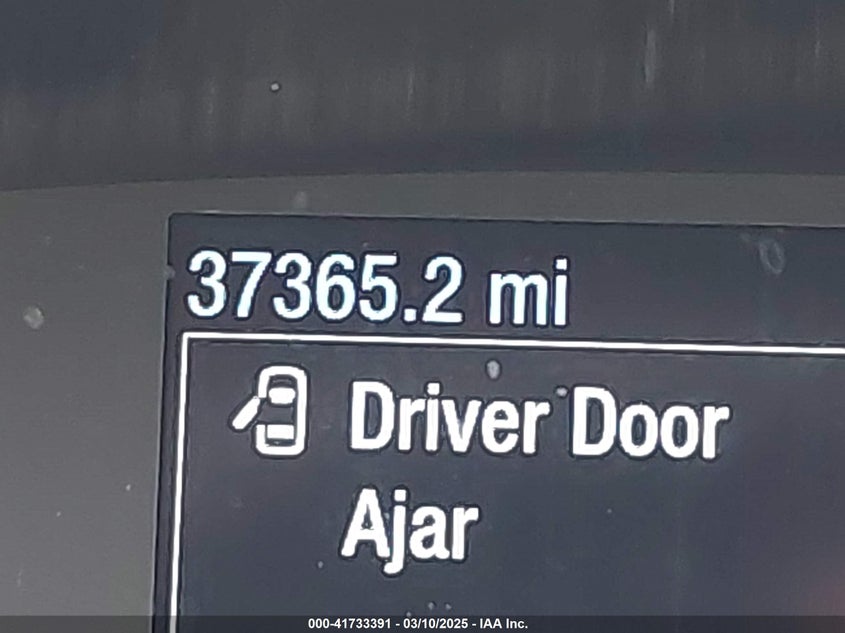 37365.2 mi
Driver Door
Ajar
000-41733391 - 03/10/2025 - IAA Inc.